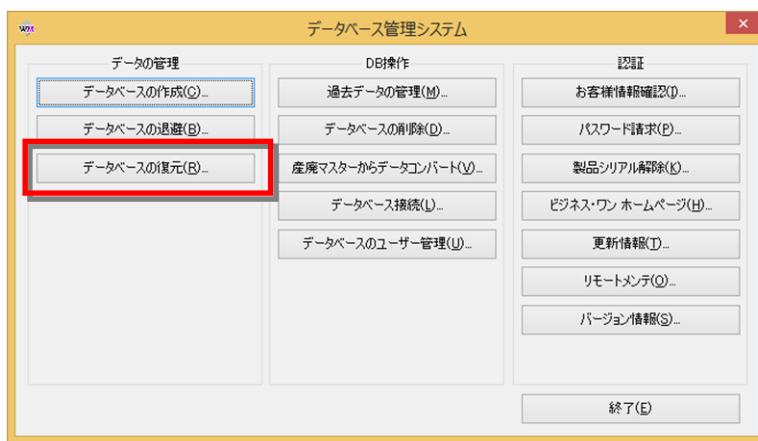 WM
データベース管理システム
データの管理
データベースの作成(C)...
データベースの退避(B)...
データベースの復元(R)...
DB操作
過去データの管理(M)...
データベースの削除(D)...
産廃マスターからデータコンバート(V)...
データベース接続(L)...
データベースのユーザー管理(U)...
認証
お客様情報確認(I)...
パスワード請求(P)...
製品シリアル解除(K)...
ビジネス・ワン ホームページ(H)...
更新情報(T)...
リモートメンテ(O)...
バージョン情報(S)...
終了(E)